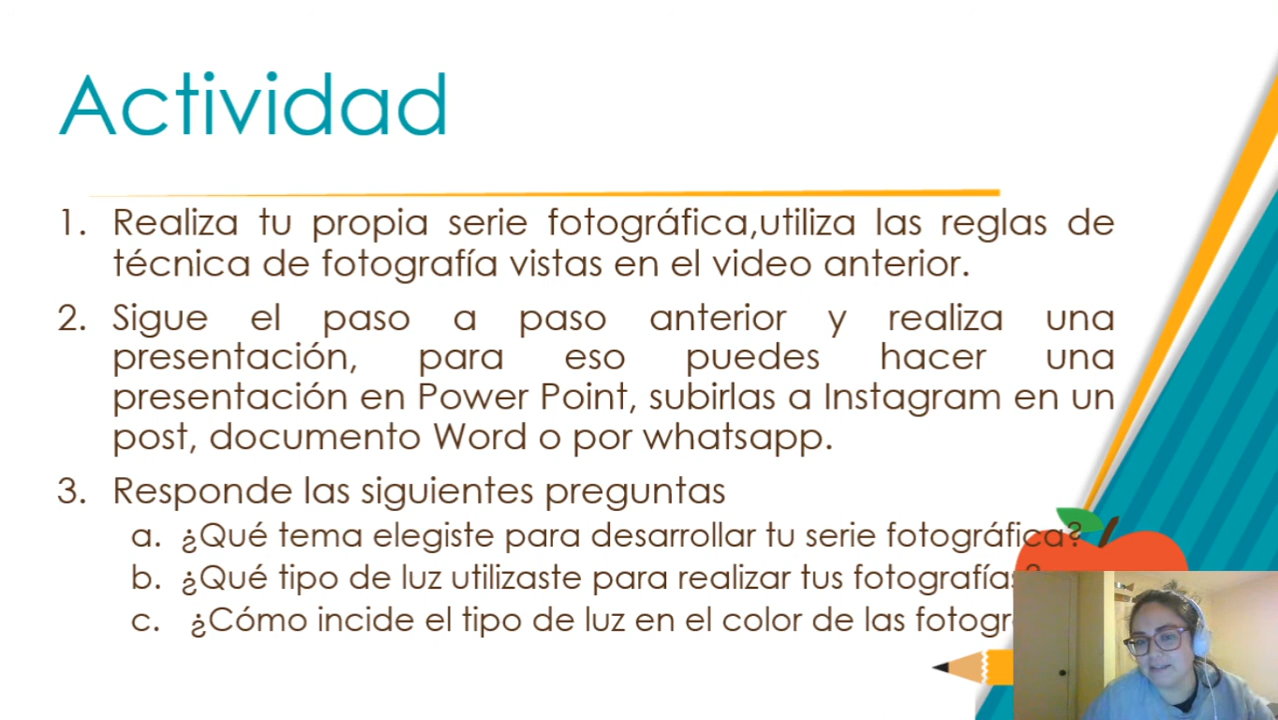 Actividad
1. Realiza tu propia serie fotográfica,utiliza las reglas de
técnica de fotografía vistas en el video anterior.
2. Sigue el paso a paso anterior y realiza una
presentación, para eso puedes hacer una
presentación en Power Point, subirlas a Instagram en un
post, documento Word o por whatsapp.
3. Responde las siguientes preguntas
a. ¿Qué tema elegiste para desarrollar tu serie fotográfica?
b. ¿Qué tipo de luz utilizaste para realizar tus fotografías?
c. ¿Cómo incide el tipo de luz en el color de las